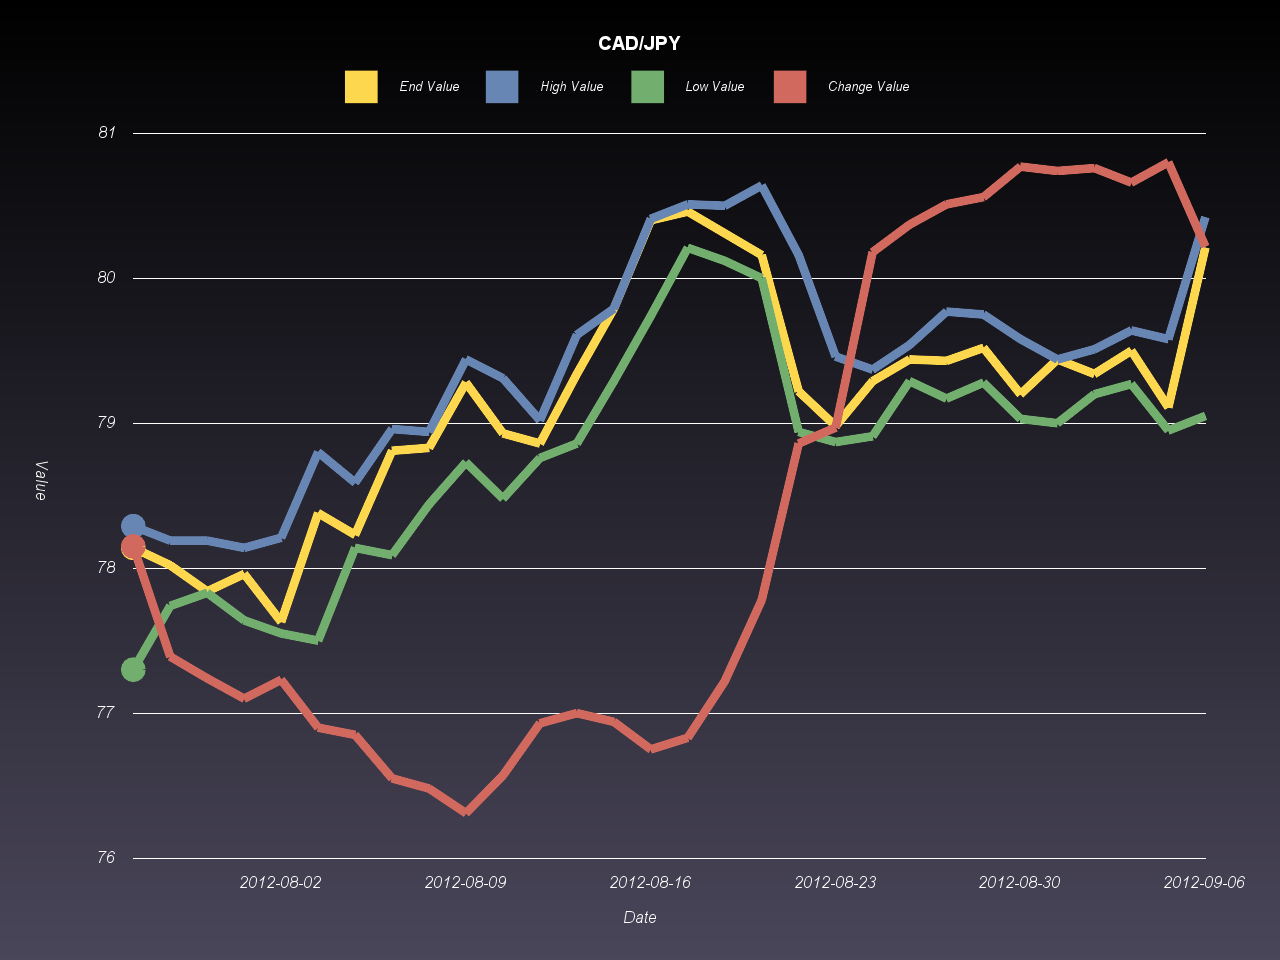 CAD/JPY
End Value High Value Low Value Change Value
81
80
79
78
77
76
Value
2012-08-02 2012-08-09 2012-08-16 2012-08-23 2012-08-30 2012-09-06
Date